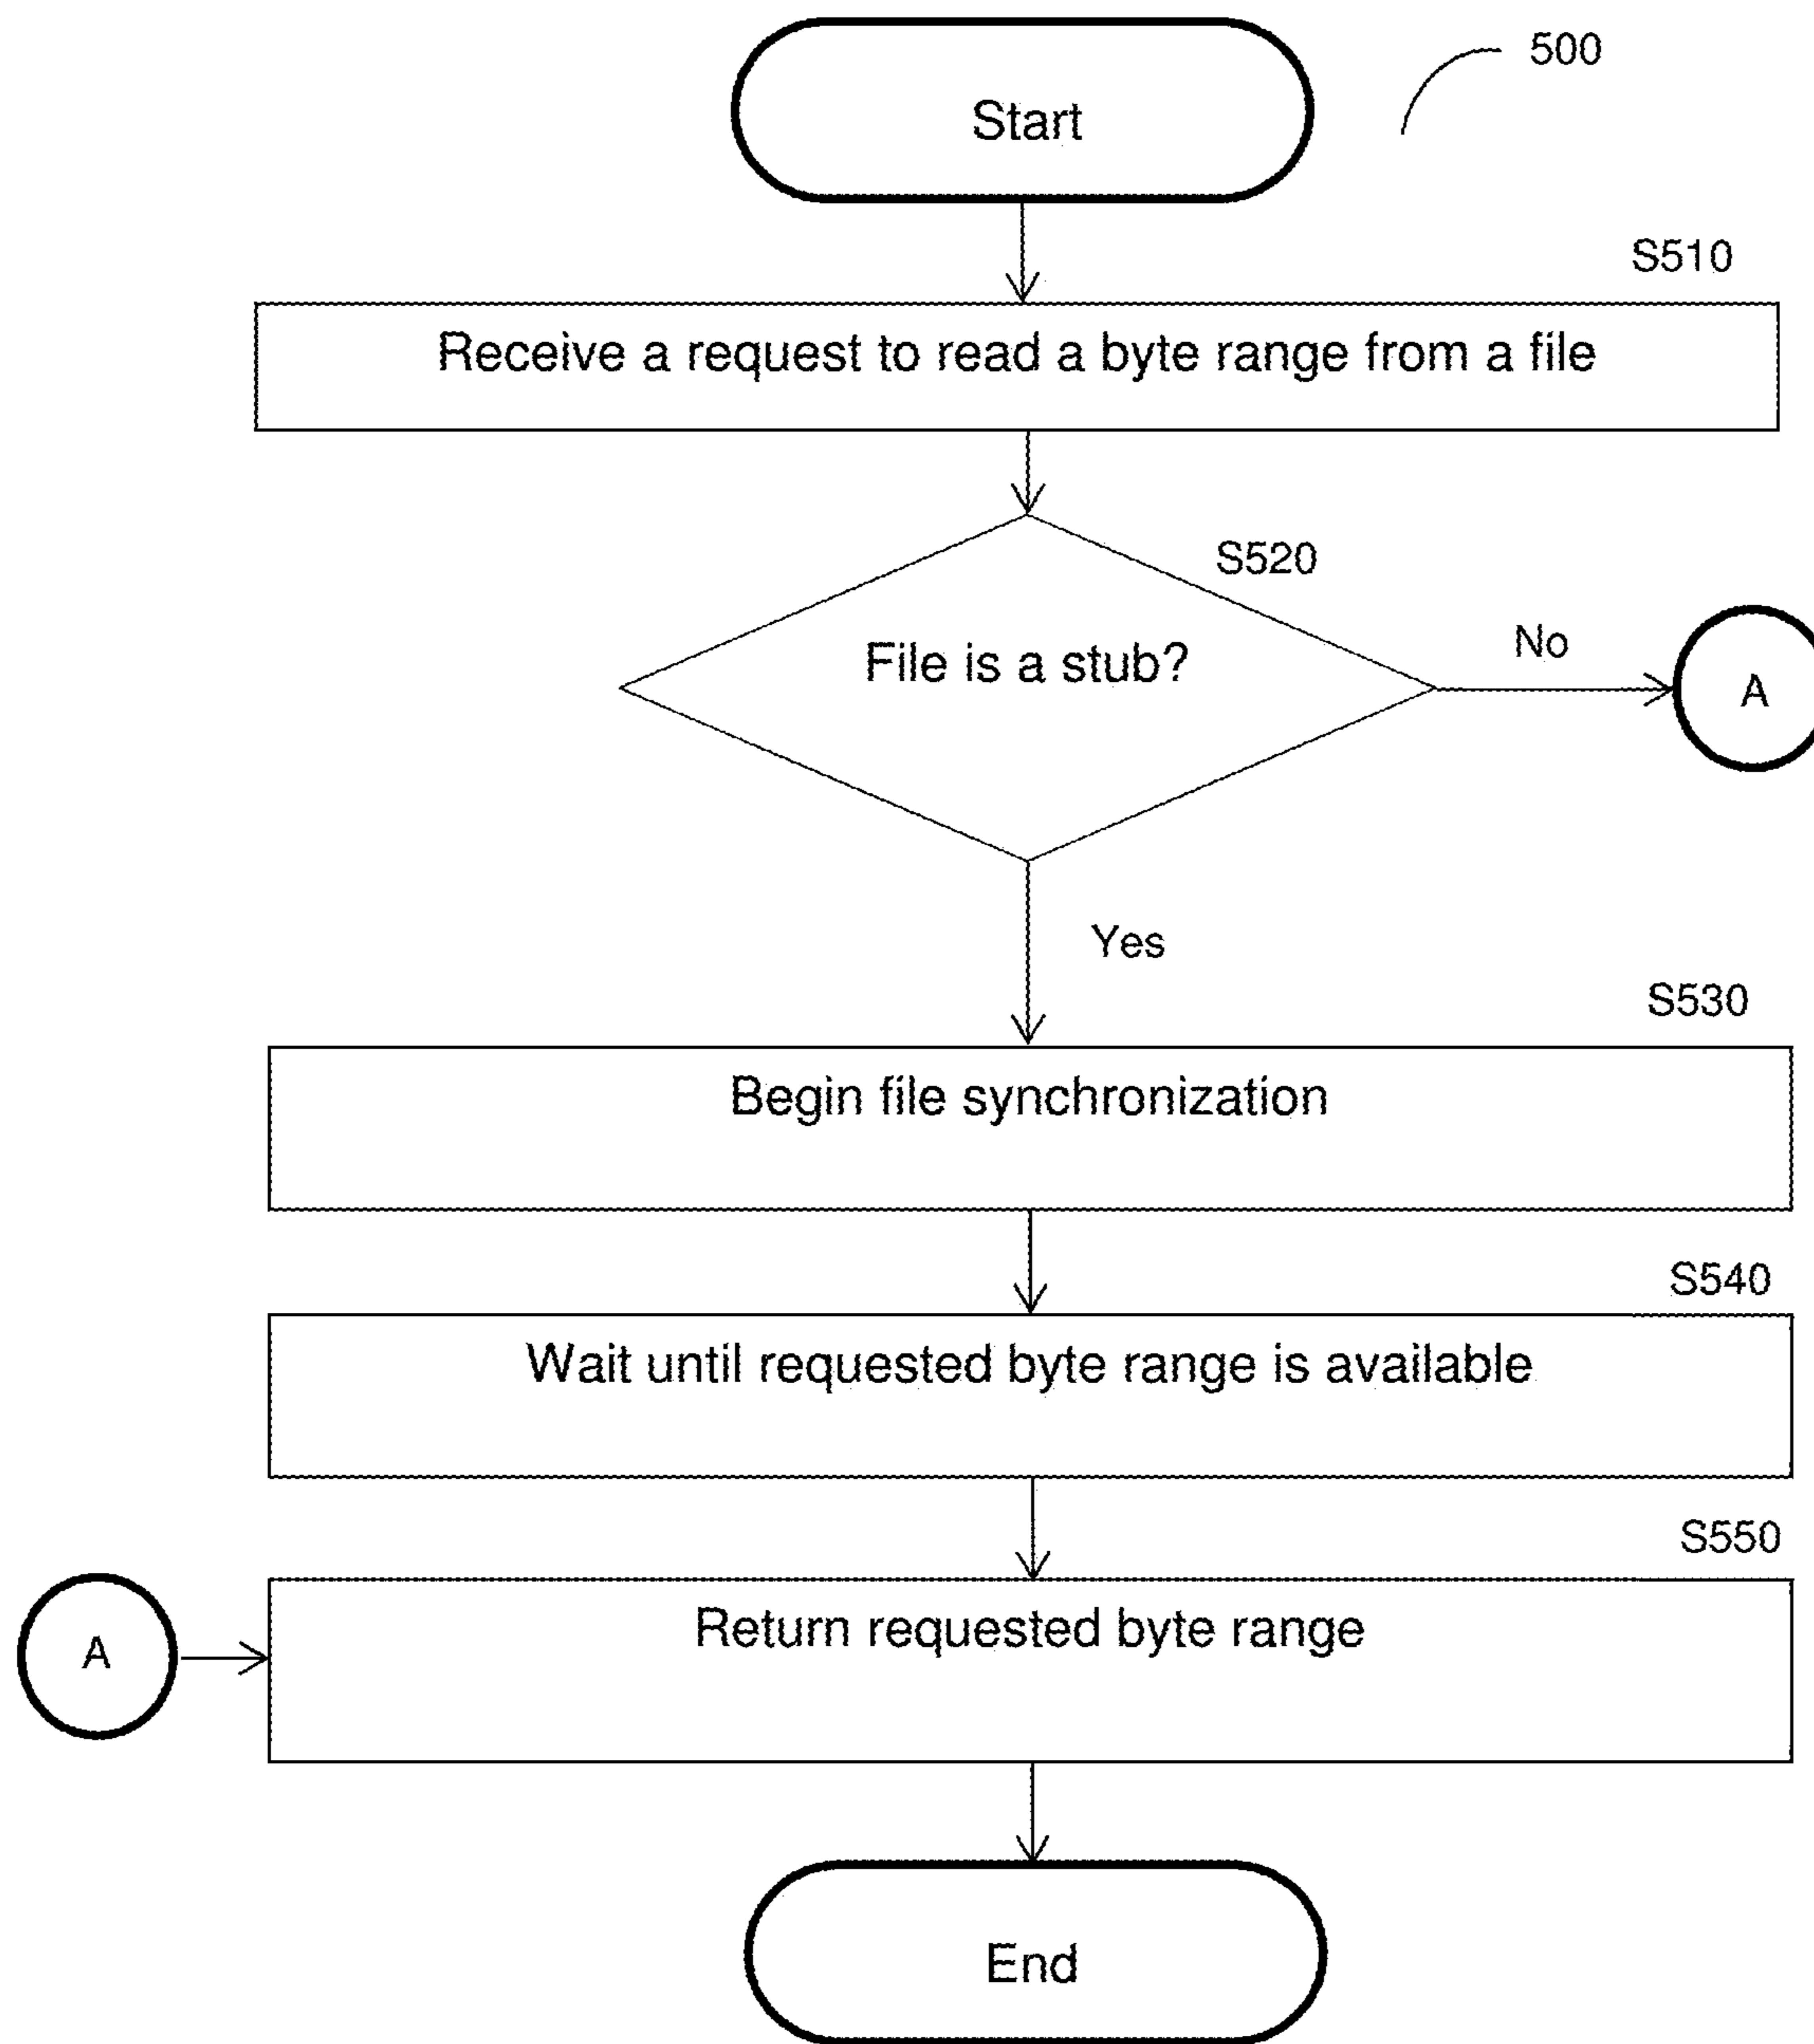 Start
500
S510
Receive a request to read a byte range from a file
S520
File is a stub?
No
A
Yes
S530
Begin file synchronization
S540
Wait until requested byte range is available
S550
Return requested byte range
A
End